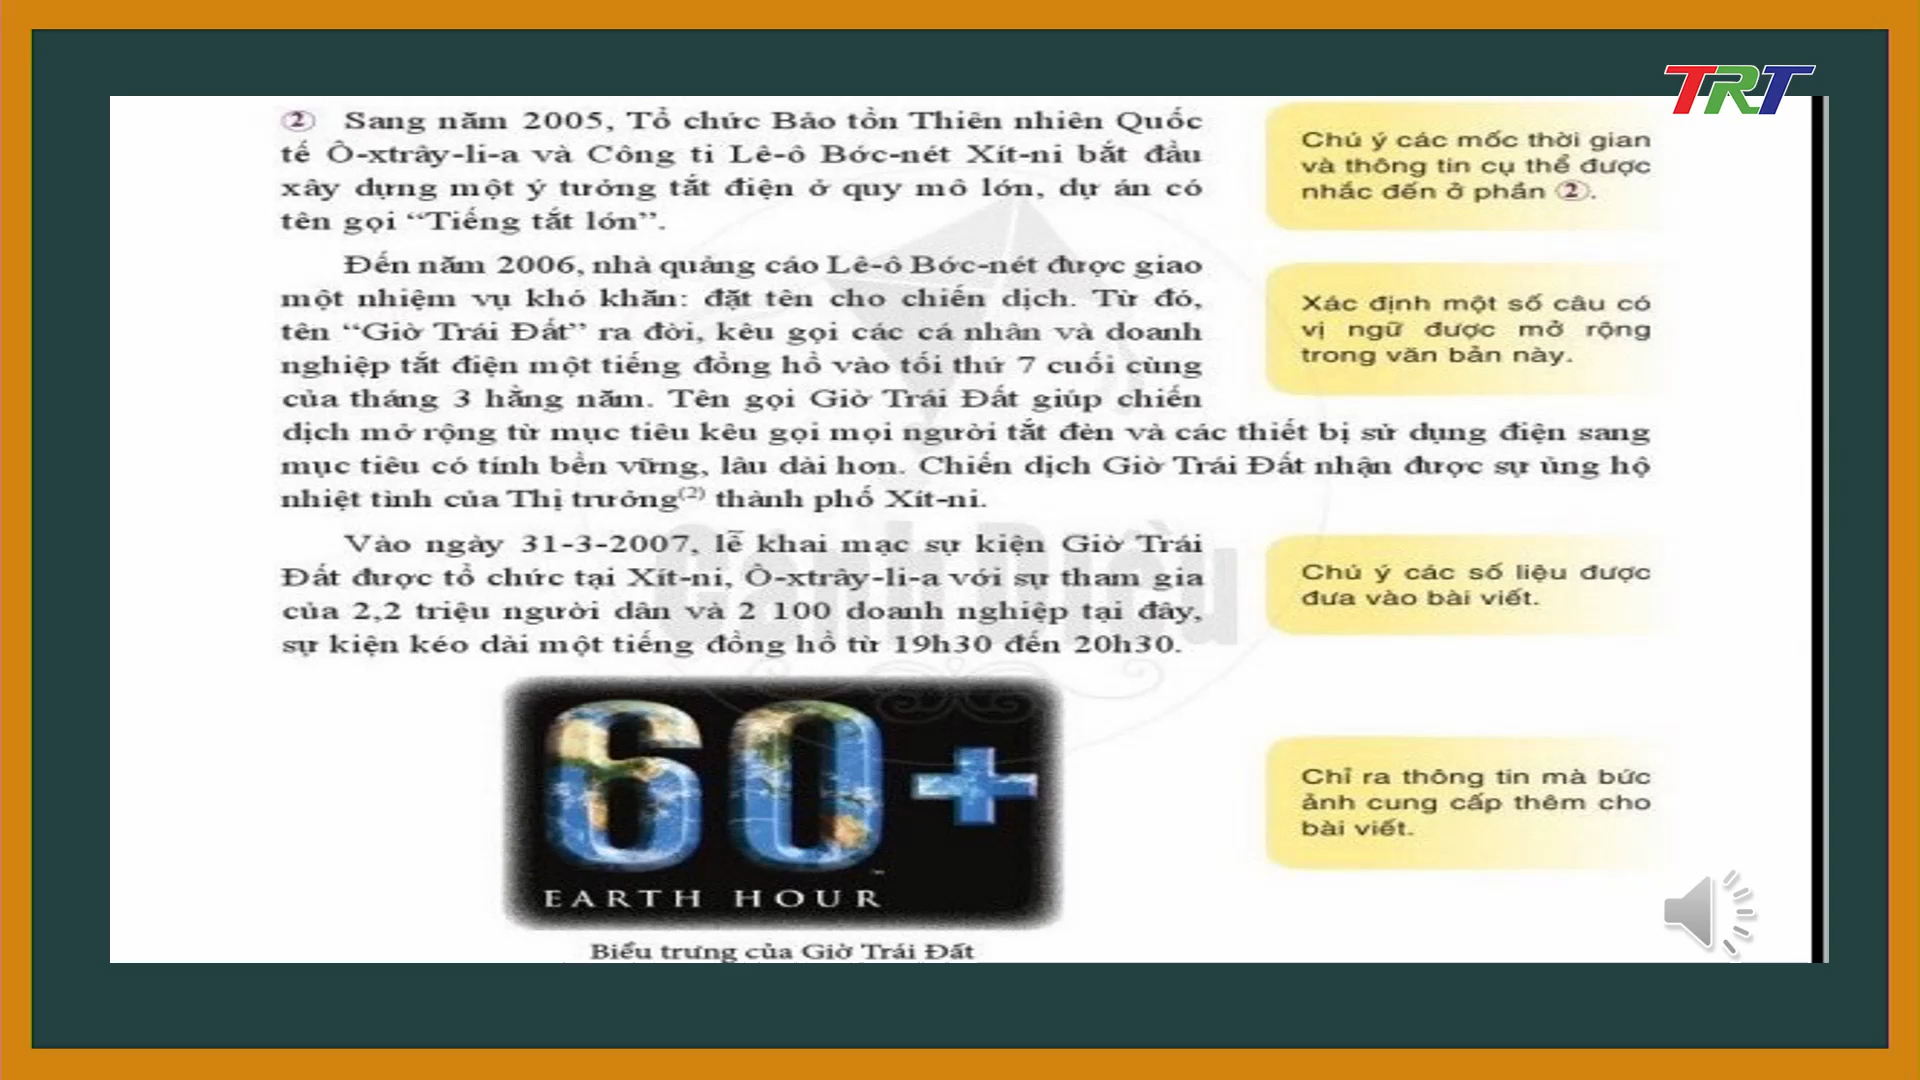 TRT
② Sang năm 2005, Tổ chức Bảo tồn Thiên nhiên Quốc
tế Ô-xtrây-li-a và Công ti Lê-ô Bớc-nét Xít-ni bắt đầu
xây dựng một ý tưởng tắt điện ở quy mô lớn, dự án có
tên gọi “Tiếng tắt lớn”.
Chú ý các mốc thời gian
và thông tin cụ thể được
nhắc đến ở phần ②.
Đến năm 2006, nhà quảng cáo Lê-ô Bớc-nét được giao
một nhiệm vụ khó khăn: đặt tên cho chiến dịch. Từ đó,
tên “Giờ Trái Đất” ra đời, kêu gọi các cá nhân và doanh
nghiệp tắt điện một tiếng đồng hồ vào tối thứ 7 cuối cùng
của tháng 3 hằng năm. Tên gọi Giờ Trái Đất giúp chiến
dịch mở rộng từ mục tiêu kêu gọi mọi người tắt đèn và các thiết bị sử dụng điện sang
mục tiêu có tính bền vững, lâu dài hơn. Chiến dịch Giờ Trái Đất nhận được sự ủng hộ
nhiệt tình của Thị trưởng(2) thành phố Xít-ni.
Xác định một số câu có
vị ngữ được mở rộng
trong văn bản này.
Vào ngày 31-3-2007, lễ khai mạc sự kiện Giờ Trái
Đất được tổ chức tại Xít-ni, Ô-xtrây-li-a với sự tham gia
của 2,2 triệu người dân và 2 100 doanh nghiệp tại đây,
sự kiện kéo dài một tiếng đồng hồ từ 19h30 đến 20h30.
Chú ý các số liệu được
đưa vào bài viết.
Cánh Diều
60+
EARTH HOUR
Biểu trưng của Giờ Trái Đất
Chỉ ra thông tin mà bức
ảnh cung cấp thêm cho
bài viết.